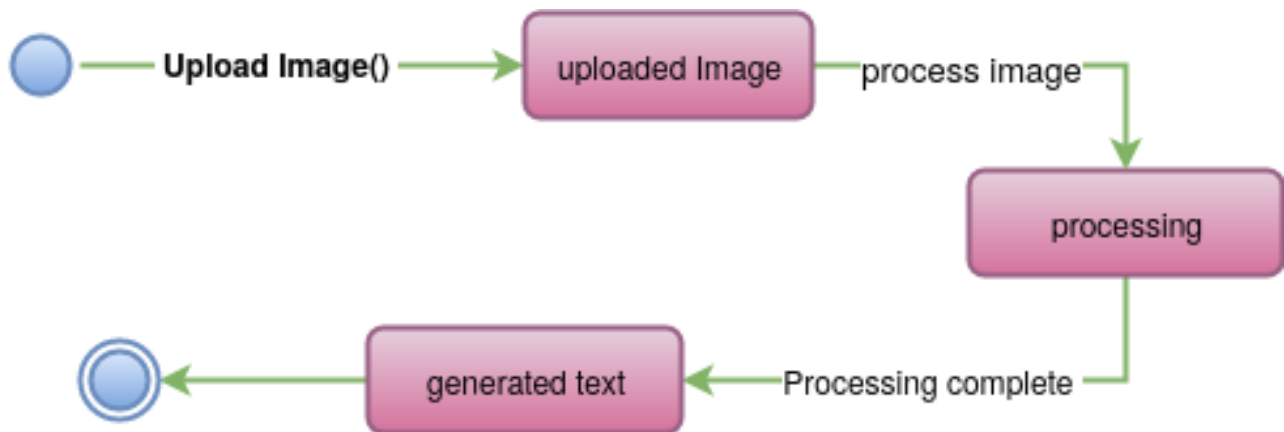 Upload Image()
uploaded Image
process image
processing
Processing complete
generated text